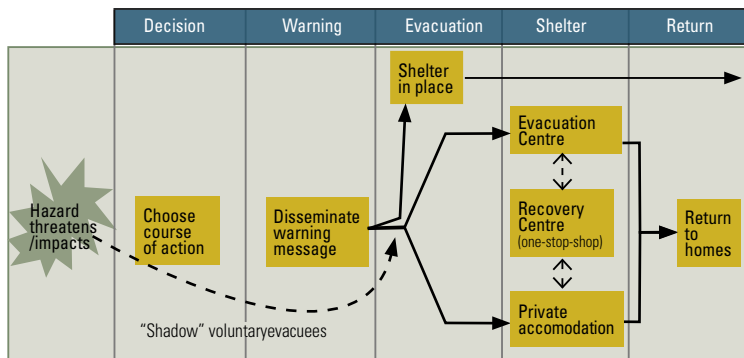 Decision
Warning
Evacuation
Shelter
Return
Shelter
in place
Evacuation
Centre
Hazard
threatens
/impacts
Choose
course
of action
Disseminate
warning
message
Recovery
Centre
(one-stop-shop)
Return
to
homes
Private
accomodation
“Shadow” voluntaryevacuees